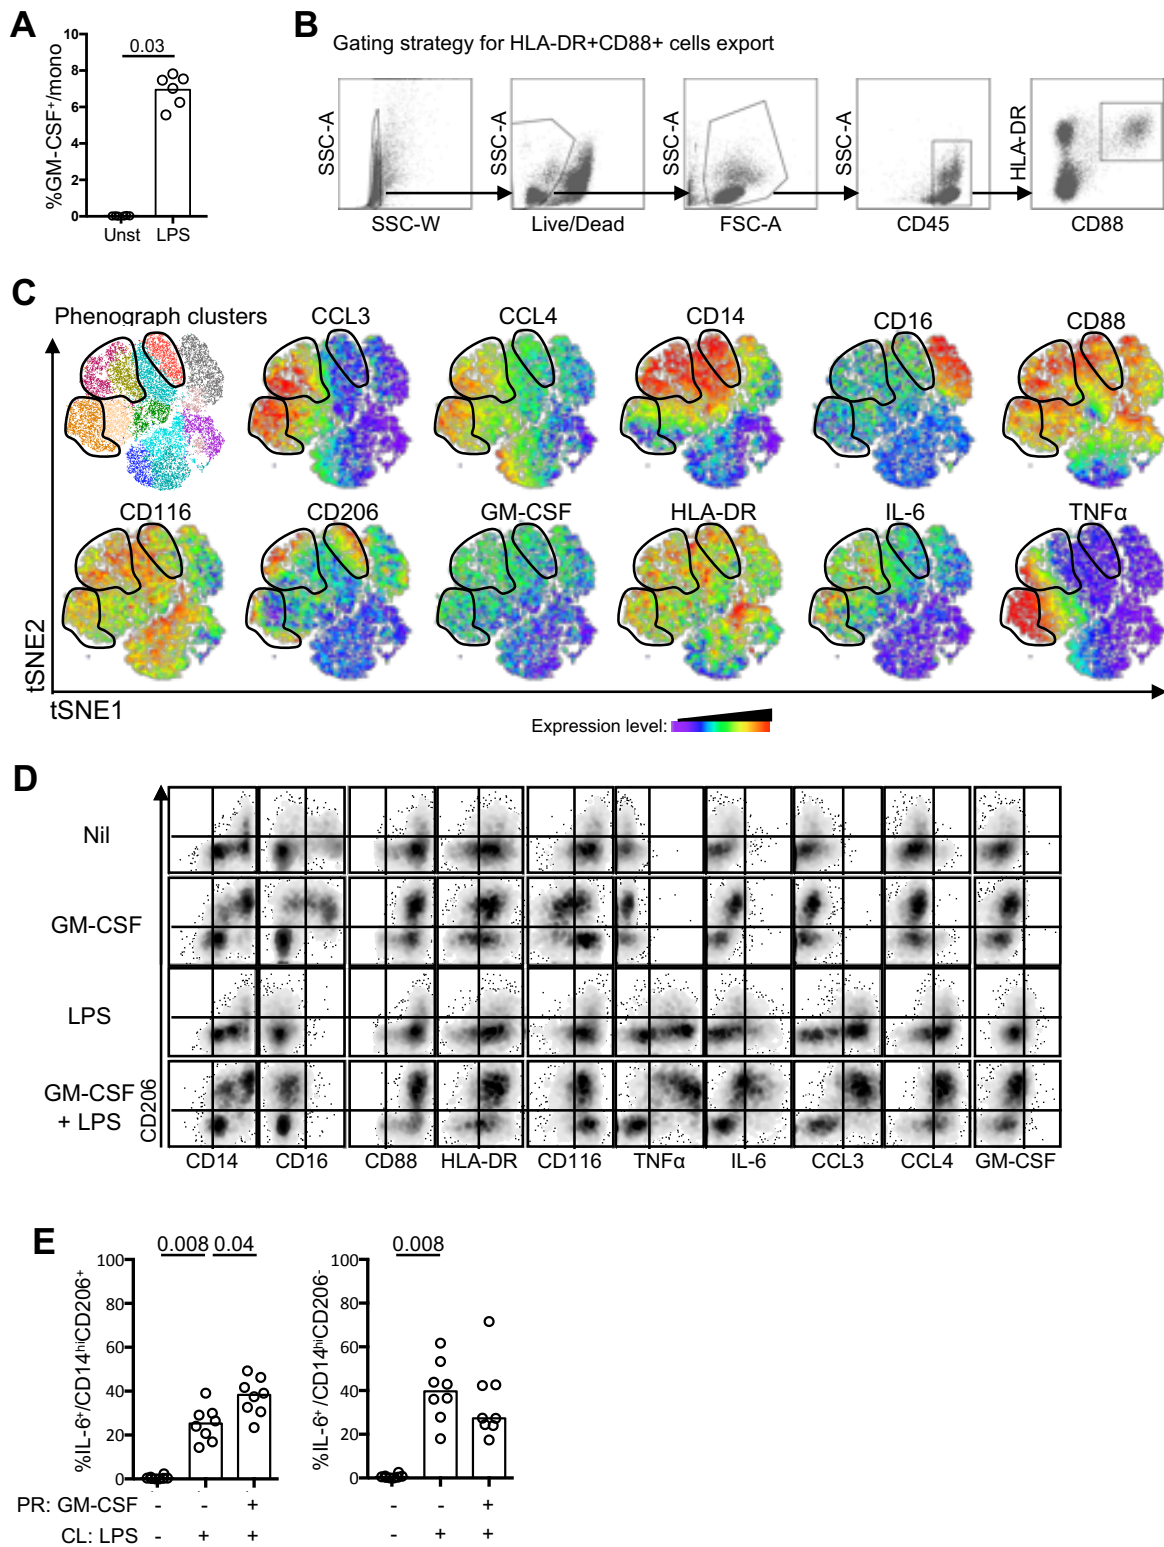 A
%GM-CSF+/mono
10
8
6
4
2
0
0.03
Unst LPS
B
Gating strategy for HLA-DR+CD88+ cells export
SSC-A
SSC-W
SSC-A
Live/Dead
SSC-A
FSC-A
SSC-A
CD45
HLA-DR
CD88
C
Phenograph clusters CCL3 CCL4 CD14 CD16 CD88
CD116 CD206 GM-CSF HLA-DR IL-6 TNFα
tSNE2
tSNE1
Expression level:
D
Nil
GM-CSF
LPS
GM-CSF
+ LPS
CD206
CD14 CD16 CD88 HLA-DR CD116 TNFα IL-6 CCL3 CCL4 GM-CSF
E
%IL-6+/CD14hiCD206+
100
80
60
40
20
0
0.008 0.04
%IL-6+/CD14hiCD206-
100
80
60
40
20
0
0.008
PR: GM-CSF - - + - - +
CL: LPS - + + - + +